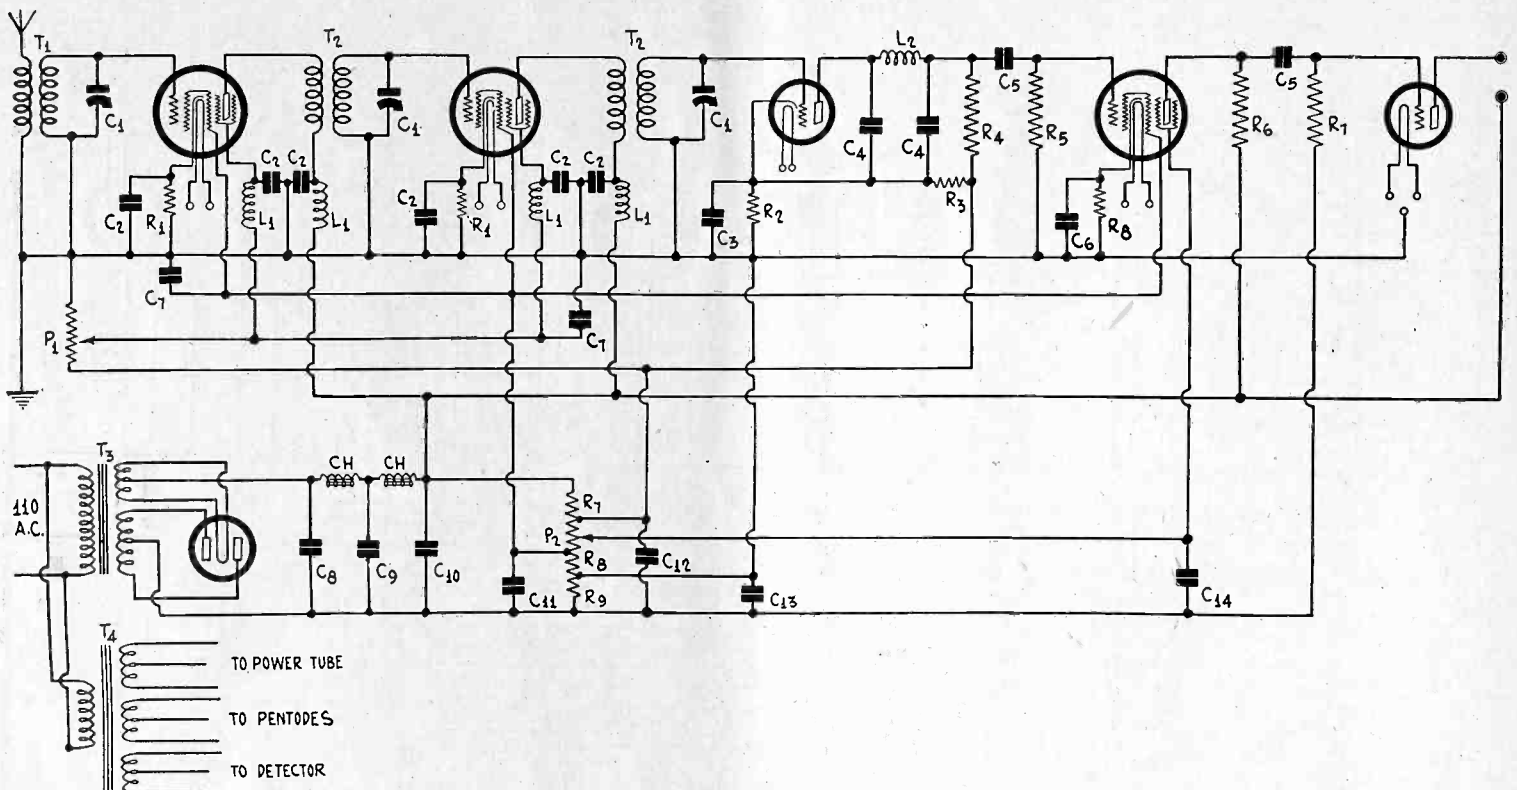 T1
T2
T2
L2
C1
C1
C1
C5
C5
C4
C4
R4
R5
R6
R7
C2 C2
C2 C2
C2
R1
L1
L1
C2
R1
L1
L1
C3
R2
R3
C6
R8
C7
C7
P1
T3
CH
CH
110
A.C.
R7
P2
R8
R9
C8
C9
C10
C11
C12
C13
C14
T4
TO POWER TUBE
TO PENTODES
TO DETECTOR